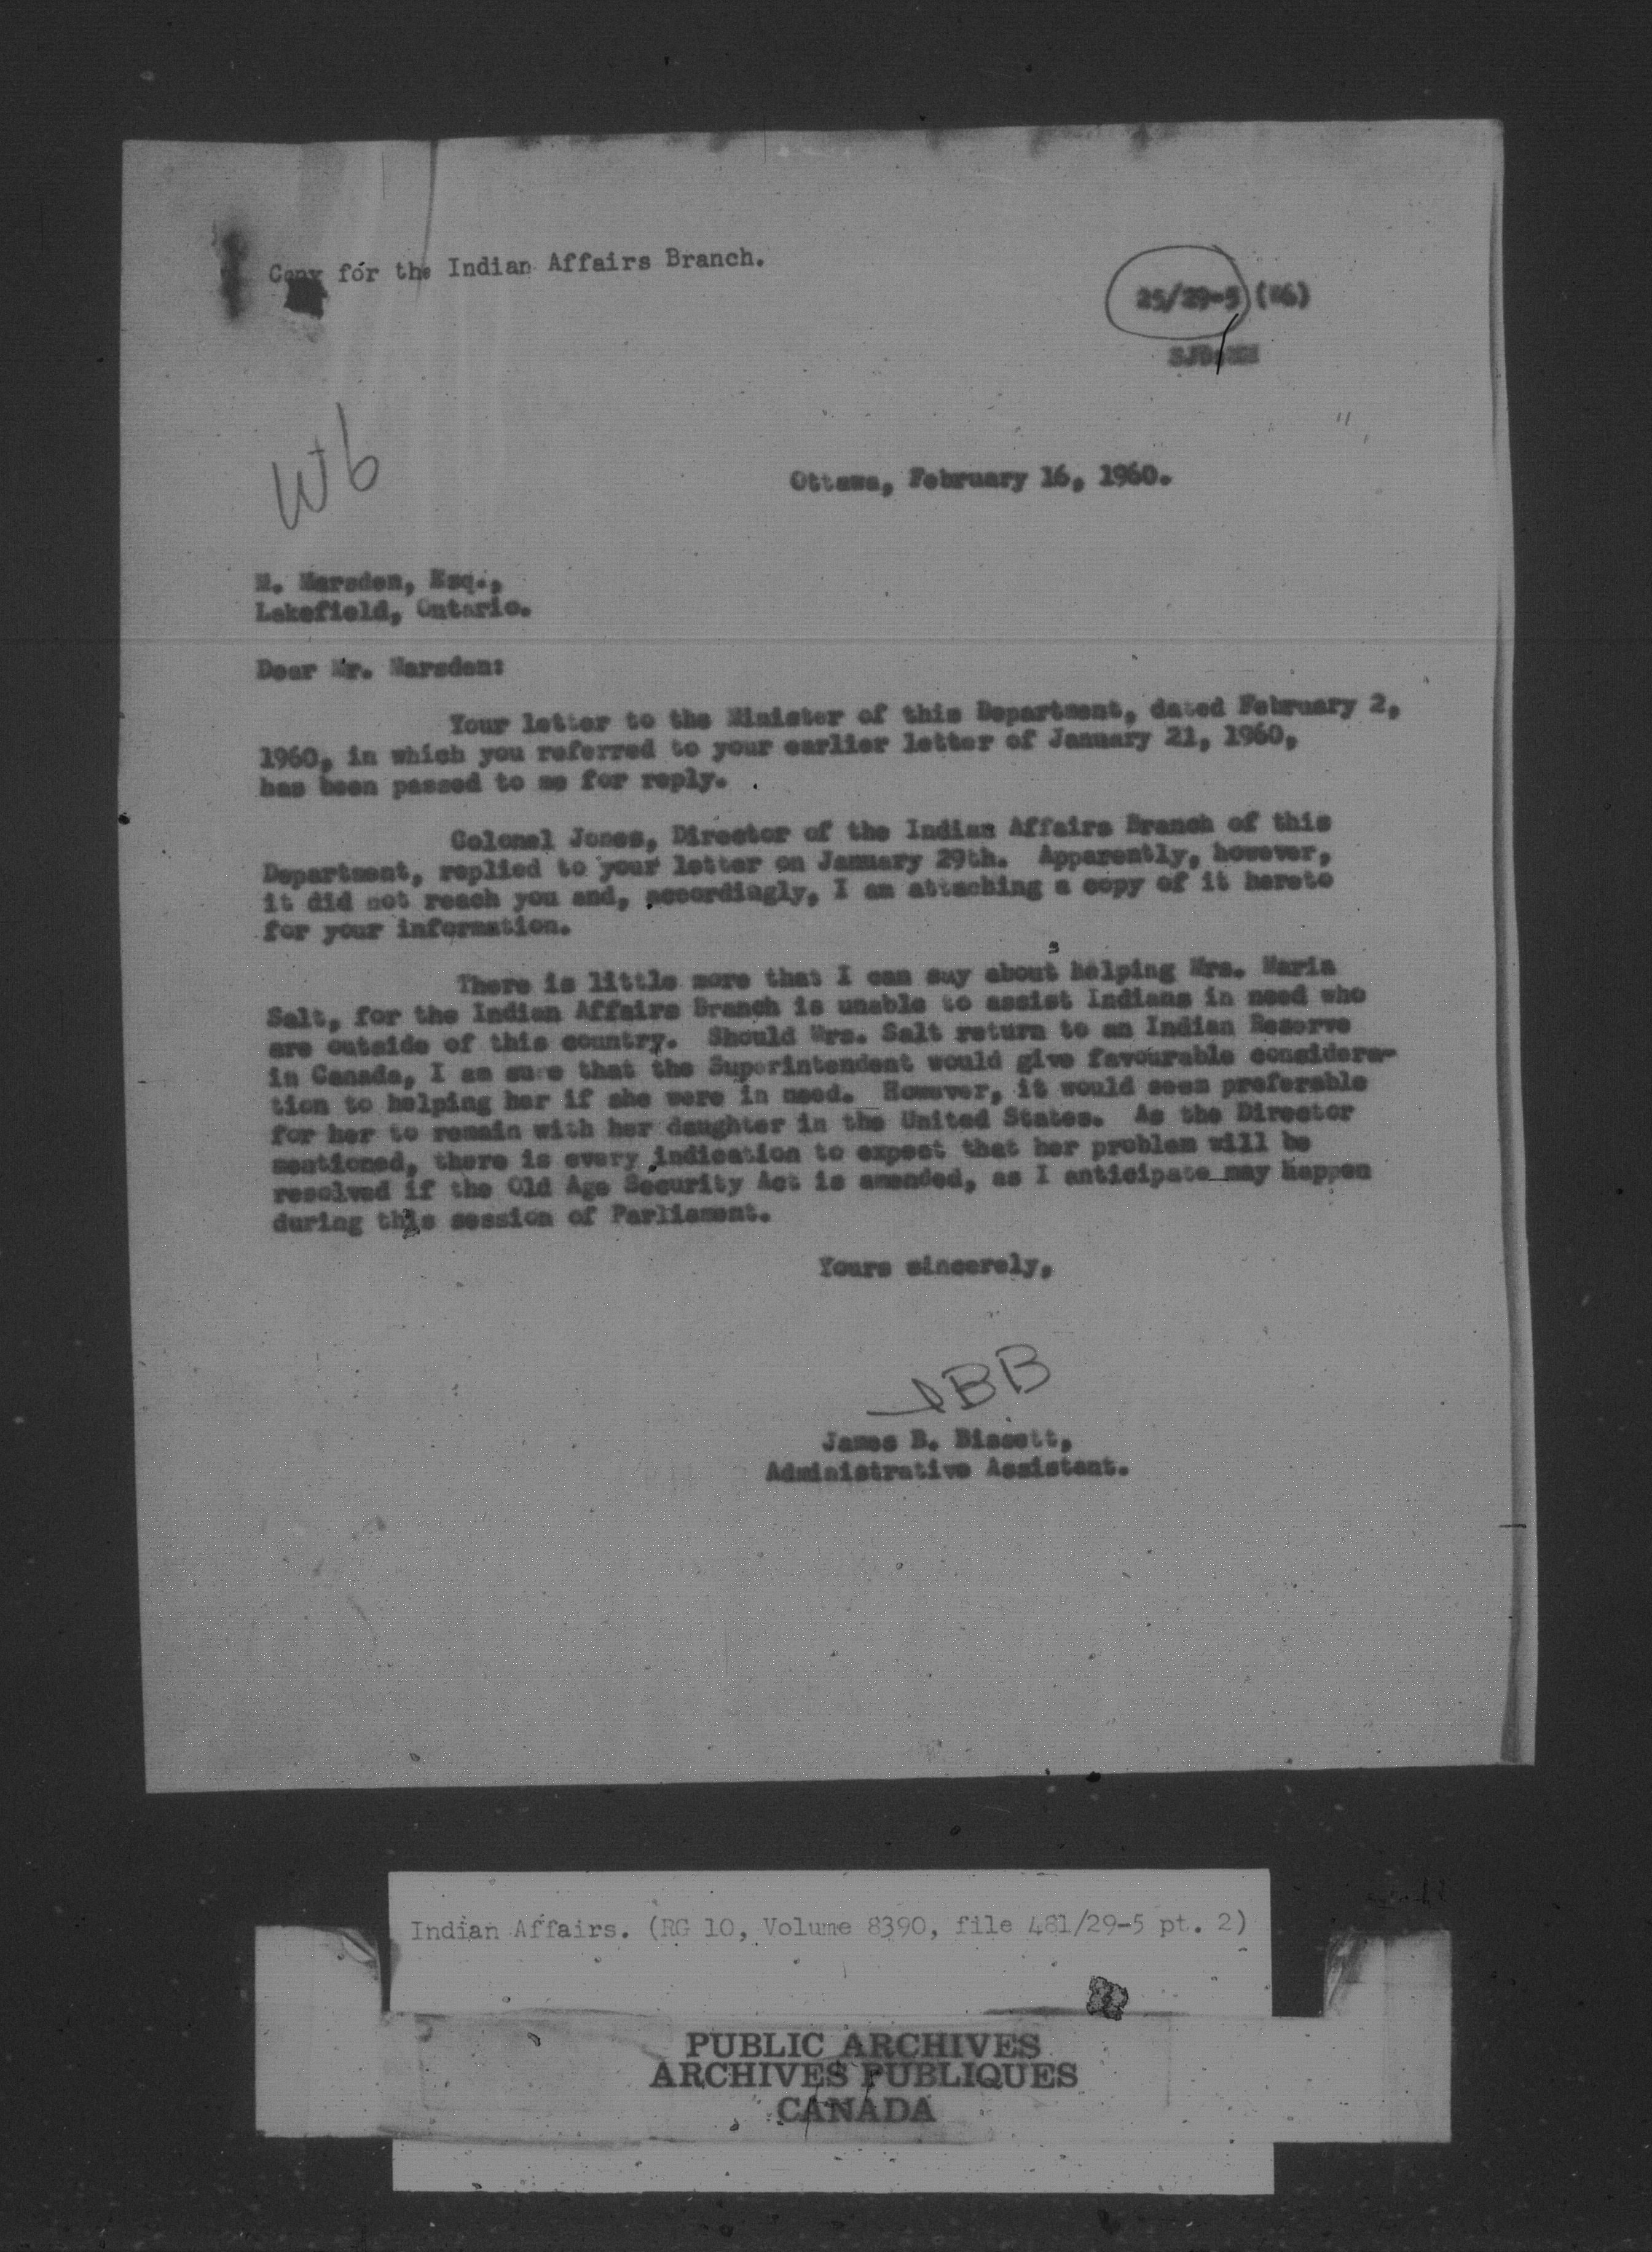 Copy for the Indian Affairs Branch.
25/29-5 (W6)
W6
Ottawa, February 16, 1960.
M. Marsden, Esq.,
Lakefield, Ontario.
Dear Mr. Marsden:
Your letter to the Minister of this Department, dated February 2,
1960, in which you referred to your earlier letter of January 21, 1960,
has been passed to me for reply.
Colonel Jones, Director of the Indian Affairs Branch of this
Department, replied to your letter on January 29th. Apparently, however,
it did not reach you and, accordingly, I am attaching a copy of it hereto
for your information.
There is little more that I can say about helping Mrs. Maria
Salt, for the Indian Affairs Branch is unable to assist Indians in need who
are outside of this country. Should Mrs. Salt return to an Indian Reserve
in Canada, I am sure that the Superintendent would give favourable considera-
tion to helping her if she were in need. However, it would seem preferable
for her to remain with her daughter in the United States. As the Director
mentioned, there is every indication to expect that her problem will be
resolved if the Old Age Security Act is amended, as I anticipate may happen
during this session of Parliament.
Yours sincerely,
JBB
James B. Bissett,
Administrative Assistant.
Indian Affairs. (RG 10, Volume 8390, file 481/29-5 pt. 2)
PUBLIC ARCHIVES
ARCHIVES PUBLIQUES
CANADA